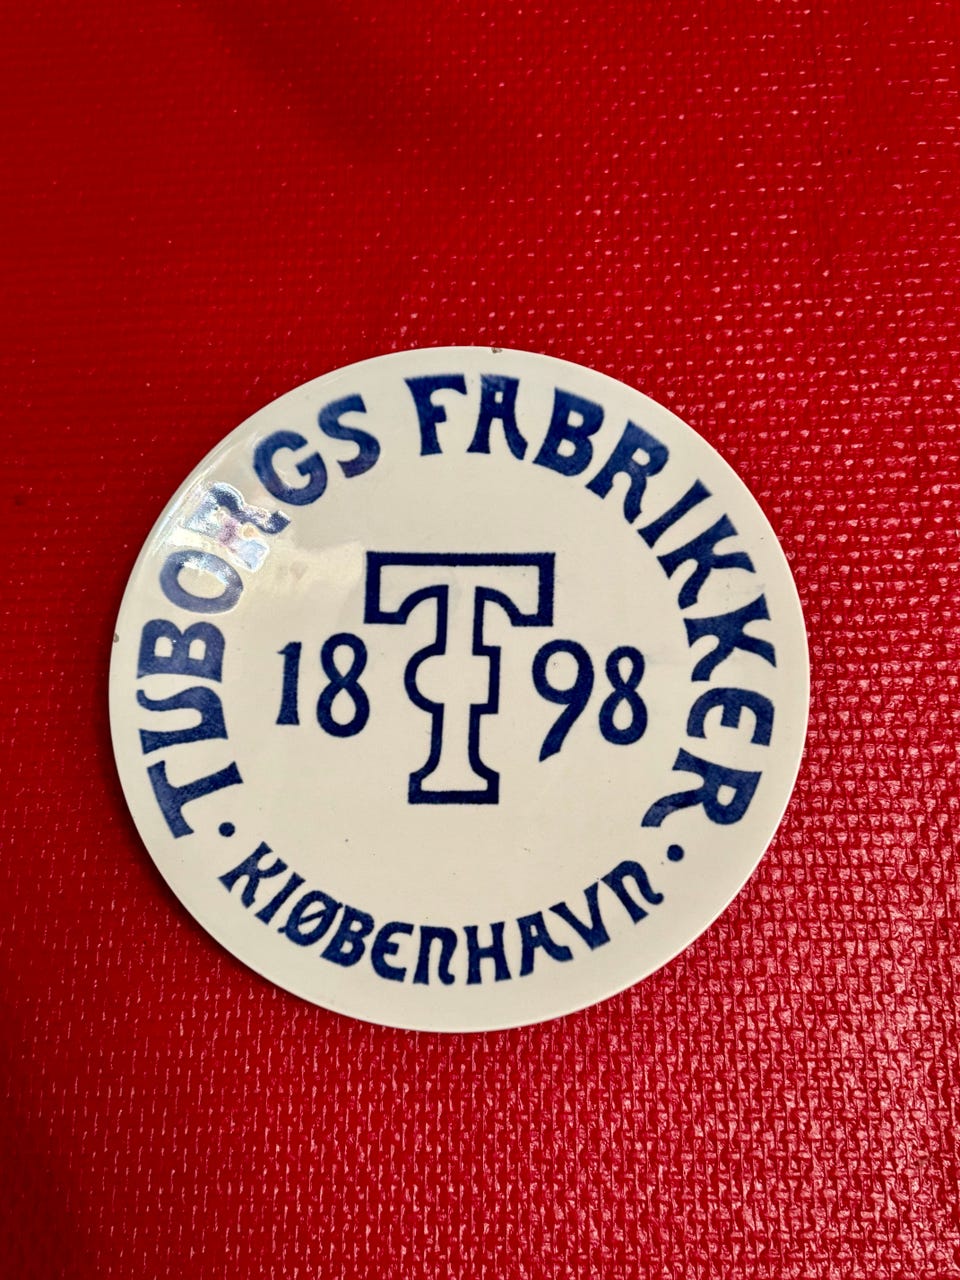 TUBORGS FABRIKKER
18 T 98
· KIØBENHAVN ·